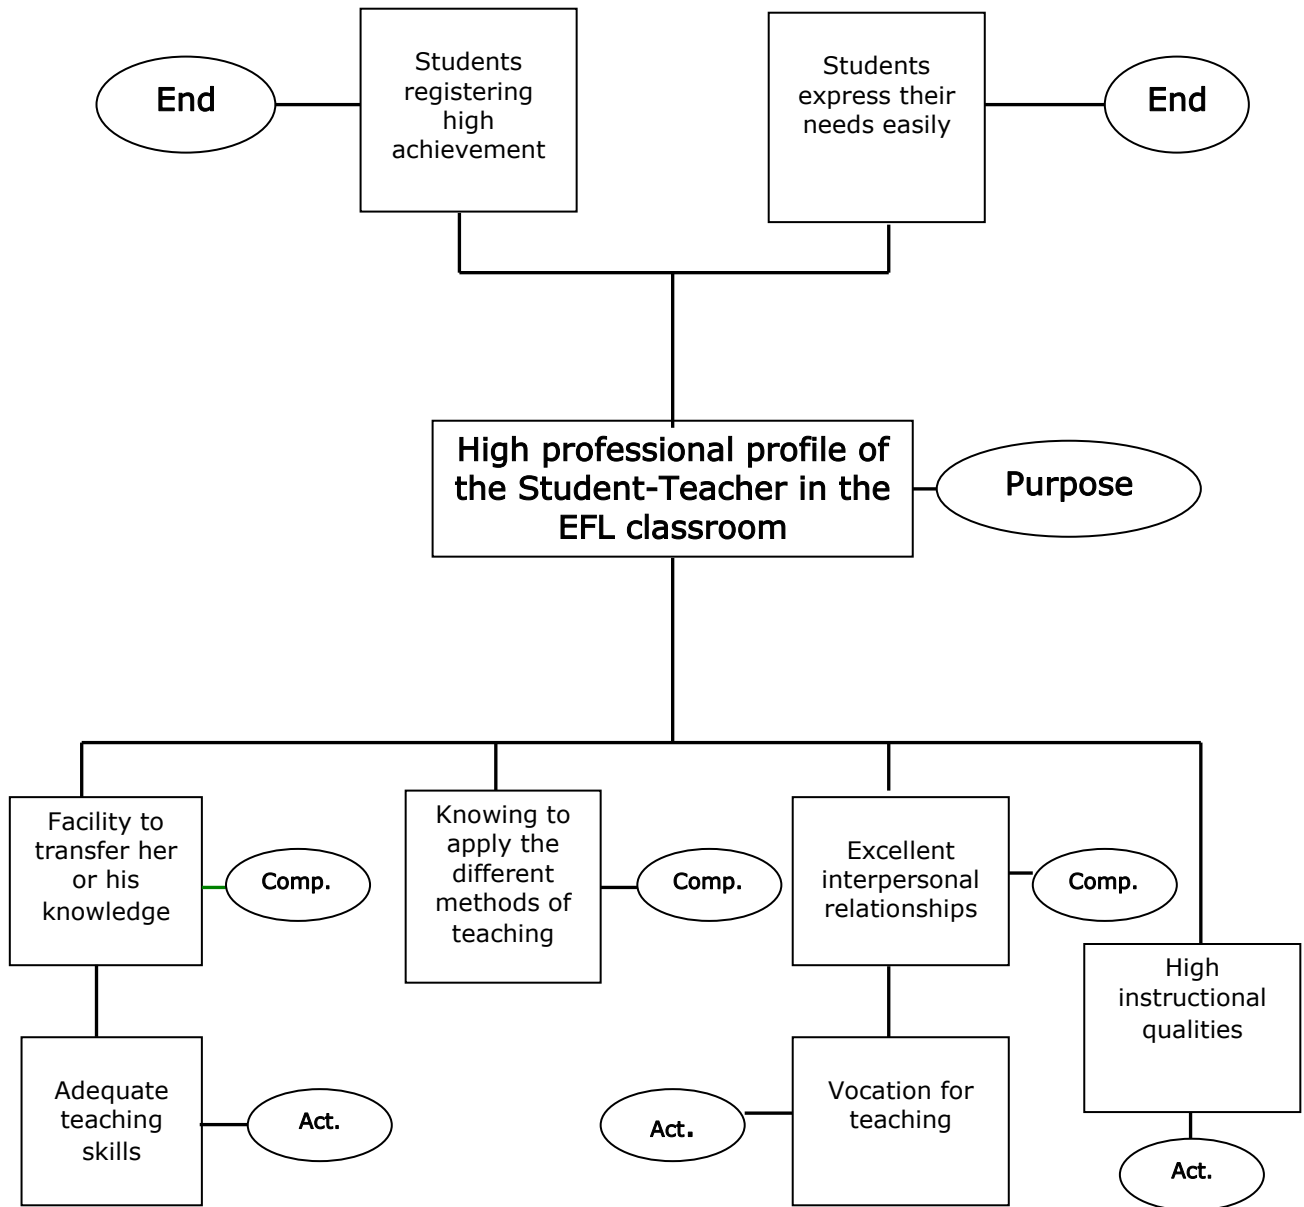 End
Students
registering
high
achievement
Students
express their
needs easily
End
High professional profile of
the Student-Teacher in the
EFL classroom
Purpose
Facility to
transfer her
or his
knowledge
Comp.
Knowing to
apply the
different
methods of
teaching
Comp.
Excellent
interpersonal
relationships
Comp.
High
instructional
qualities
Adequate
teaching
skills
Act.
Act.
Vocation for
teaching
Act.